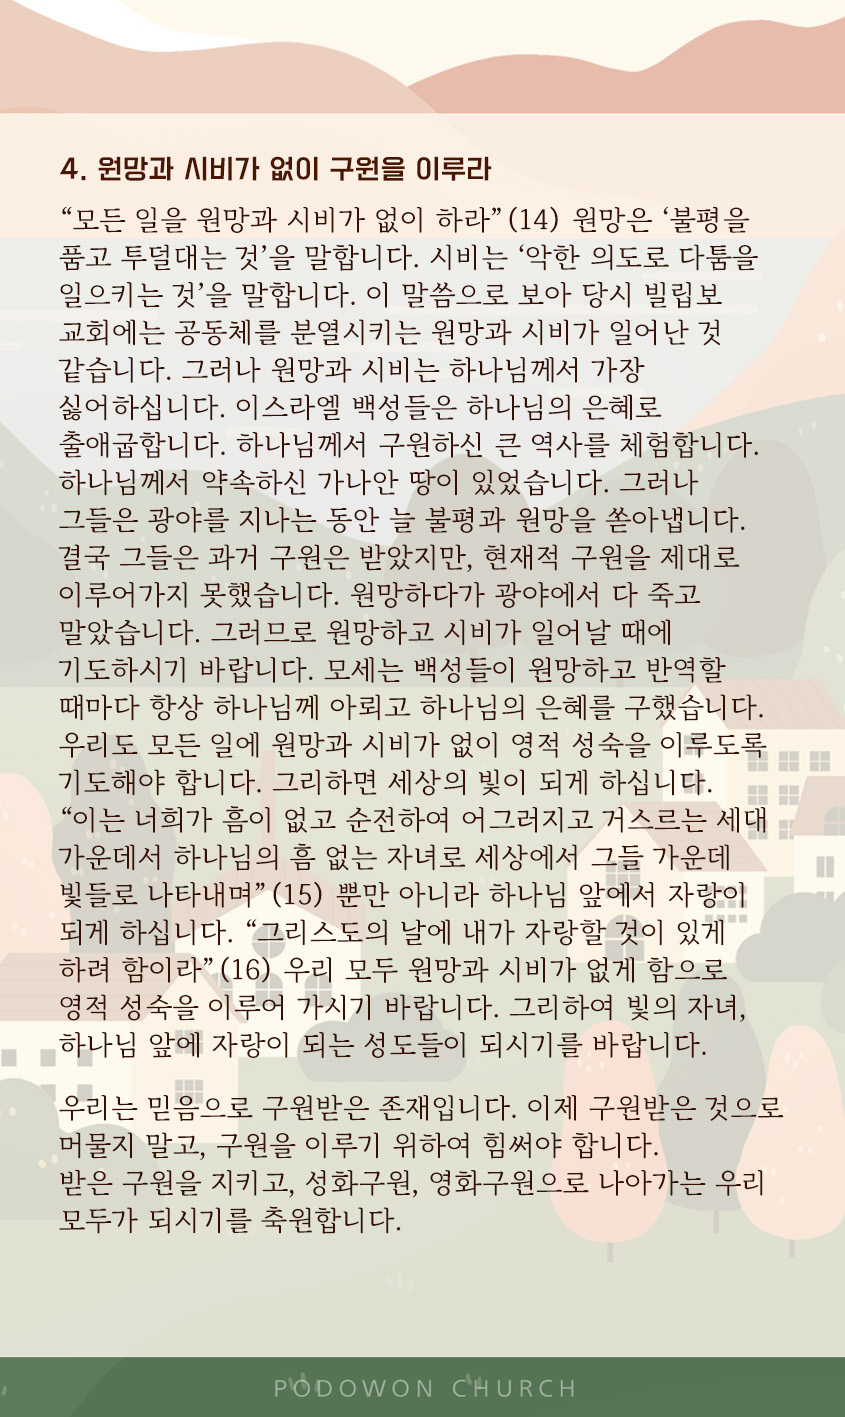 4. 원망과 시비가 없이 구원을 이루라
“모든 일을 원망과 시비가 없이 하라”(14) 원망은 ‘불평을
품고 투덜대는 것’을 말합니다. 시비는 ‘악한 의도로 다툼을
일으키는 것’을 말합니다. 이 말씀으로 보아 당시 빌립보
교회에는 공동체를 분열시키는 원망과 시비가 일어난 것
같습니다. 그러나 원망과 시비는 하나님께서 가장
싫어하십니다. 이스라엘 백성들은 하나님의 은혜로
출애굽합니다. 하나님께서 구원하신 큰 역사를 체험합니다.
하나님께서 약속하신 가나안 땅이 있었습니다. 그러나
그들은 광야를 지나는 동안 늘 불평과 원망을 쏟아냅니다.
결국 그들은 과거 구원은 받았지만, 현재적 구원을 제대로
이루어가지 못했습니다. 원망하다가 광야에서 다 죽고
말았습니다. 그러므로 원망하고 시비가 일어날 때에
기도하시기 바랍니다. 모세는 백성들이 원망하고 반역할
때마다 항상 하나님께 아뢰고 하나님의 은혜를 구했습니다.
우리도 모든 일에 원망과 시비가 없이 영적 성숙을 이루도록
기도해야 합니다. 그리하면 세상의 빛이 되게 하십니다.
“이는 너희가 흠이 없고 순전하여 어그러지고 거스르는 세대
가운데서 하나님의 흠 없는 자녀로 세상에서 그들 가운데
빛들로 나타내며”(15) 뿐만 아니라 하나님 앞에서 자랑이
되게 하십니다. “그리스도의 날에 내가 자랑할 것이 있게
하려 함이라”(16) 우리 모두 원망과 시비가 없게 함으로
영적 성숙을 이루어 가시기 바랍니다. 그리하여 빛의 자녀,
하나님 앞에 자랑이 되는 성도들이 되시기를 바랍니다.
우리는 믿음으로 구원받은 존재입니다. 이제 구원받은 것으로
머물지 말고, 구원을 이루기 위하여 힘써야 합니다.
받은 구원을 지키고, 성화구원, 영화구원으로 나아가는 우리
모두가 되시기를 축원합니다.
PODOWON CHURCH